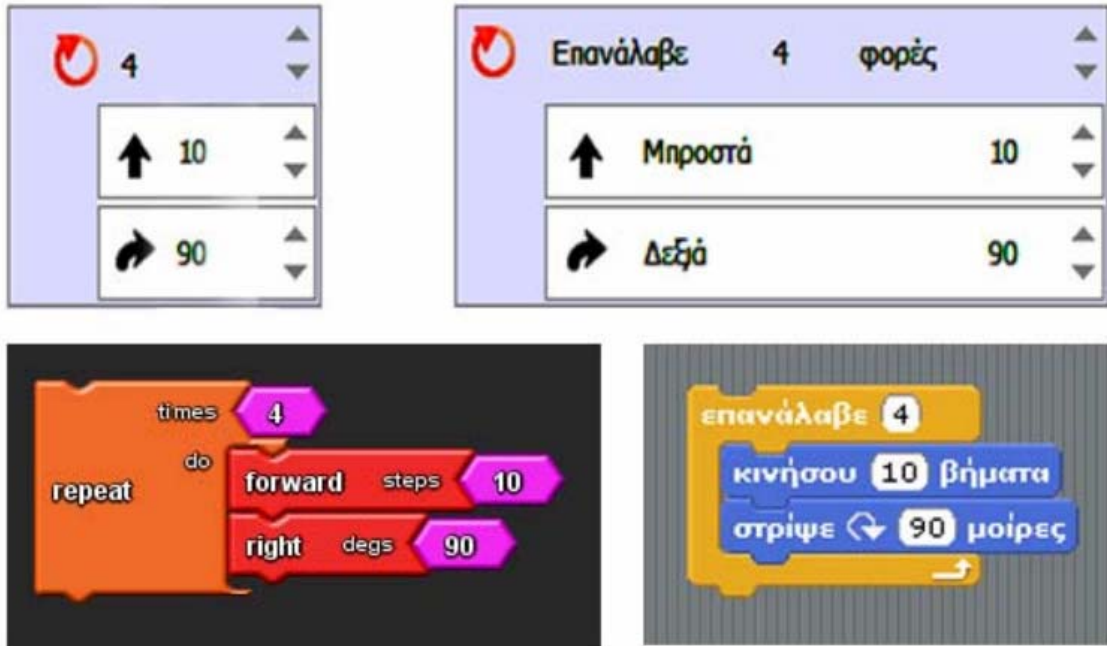 4
10
90
Επανάλαβε 4 φορές
Μπροστά 10
Δεξιά 90
repeat
times 4
do
forward steps 10
right degs 90
επανάλαβε 4
κινήσου 10 βήματα
στρίψε 90 μοίρες